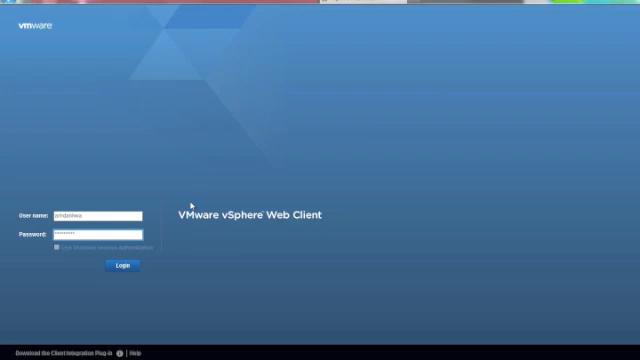 vmware
User name:
VMware vSphere Web Client
Password: *********
Use Windows session authentication
Login
Download the Client Integration Plug-in | Help